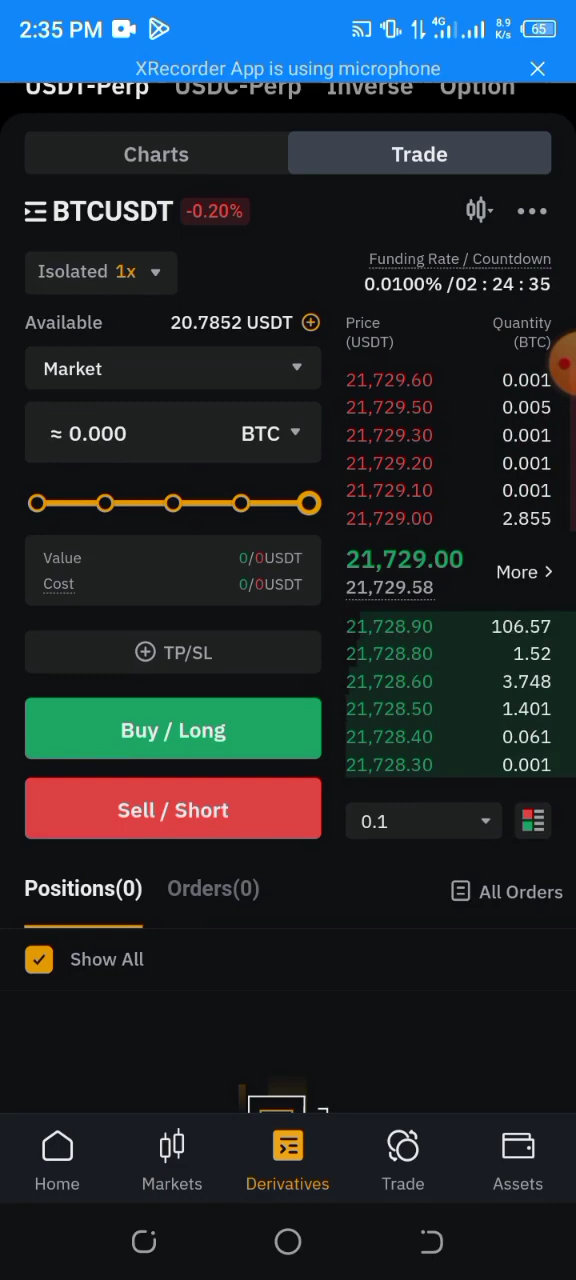 2:35 PM 4G 8.9 K/s 65
XRecorder App is using microphone
USDT-Perp USDC-Perp Inverse Option
Charts Trade
BTCUSDT -0.20%
Isolated 1x
Funding Rate / Countdown
0.0100% /02 : 24 : 35
Available 20.7852 USDT
Market
≈ 0.000 BTC
Value 0/0USDT
Cost 0/0USDT
TP/SL
Buy / Long
Sell / Short
Price Quantity
(USDT) (BTC)
21,729.60 0.001
21,729.50 0.005
21,729.30 0.001
21,729.20 0.001
21,729.10 0.001
21,729.00 2.855
21,729.00
21,729.58
More >
21,728.90 106.57
21,728.80 1.52
21,728.60 3.748
21,728.50 1.401
21,728.40 0.061
21,728.30 0.001
0.1
Positions(0) Orders(0) All Orders
Show All
Home Markets Derivatives Trade Assets